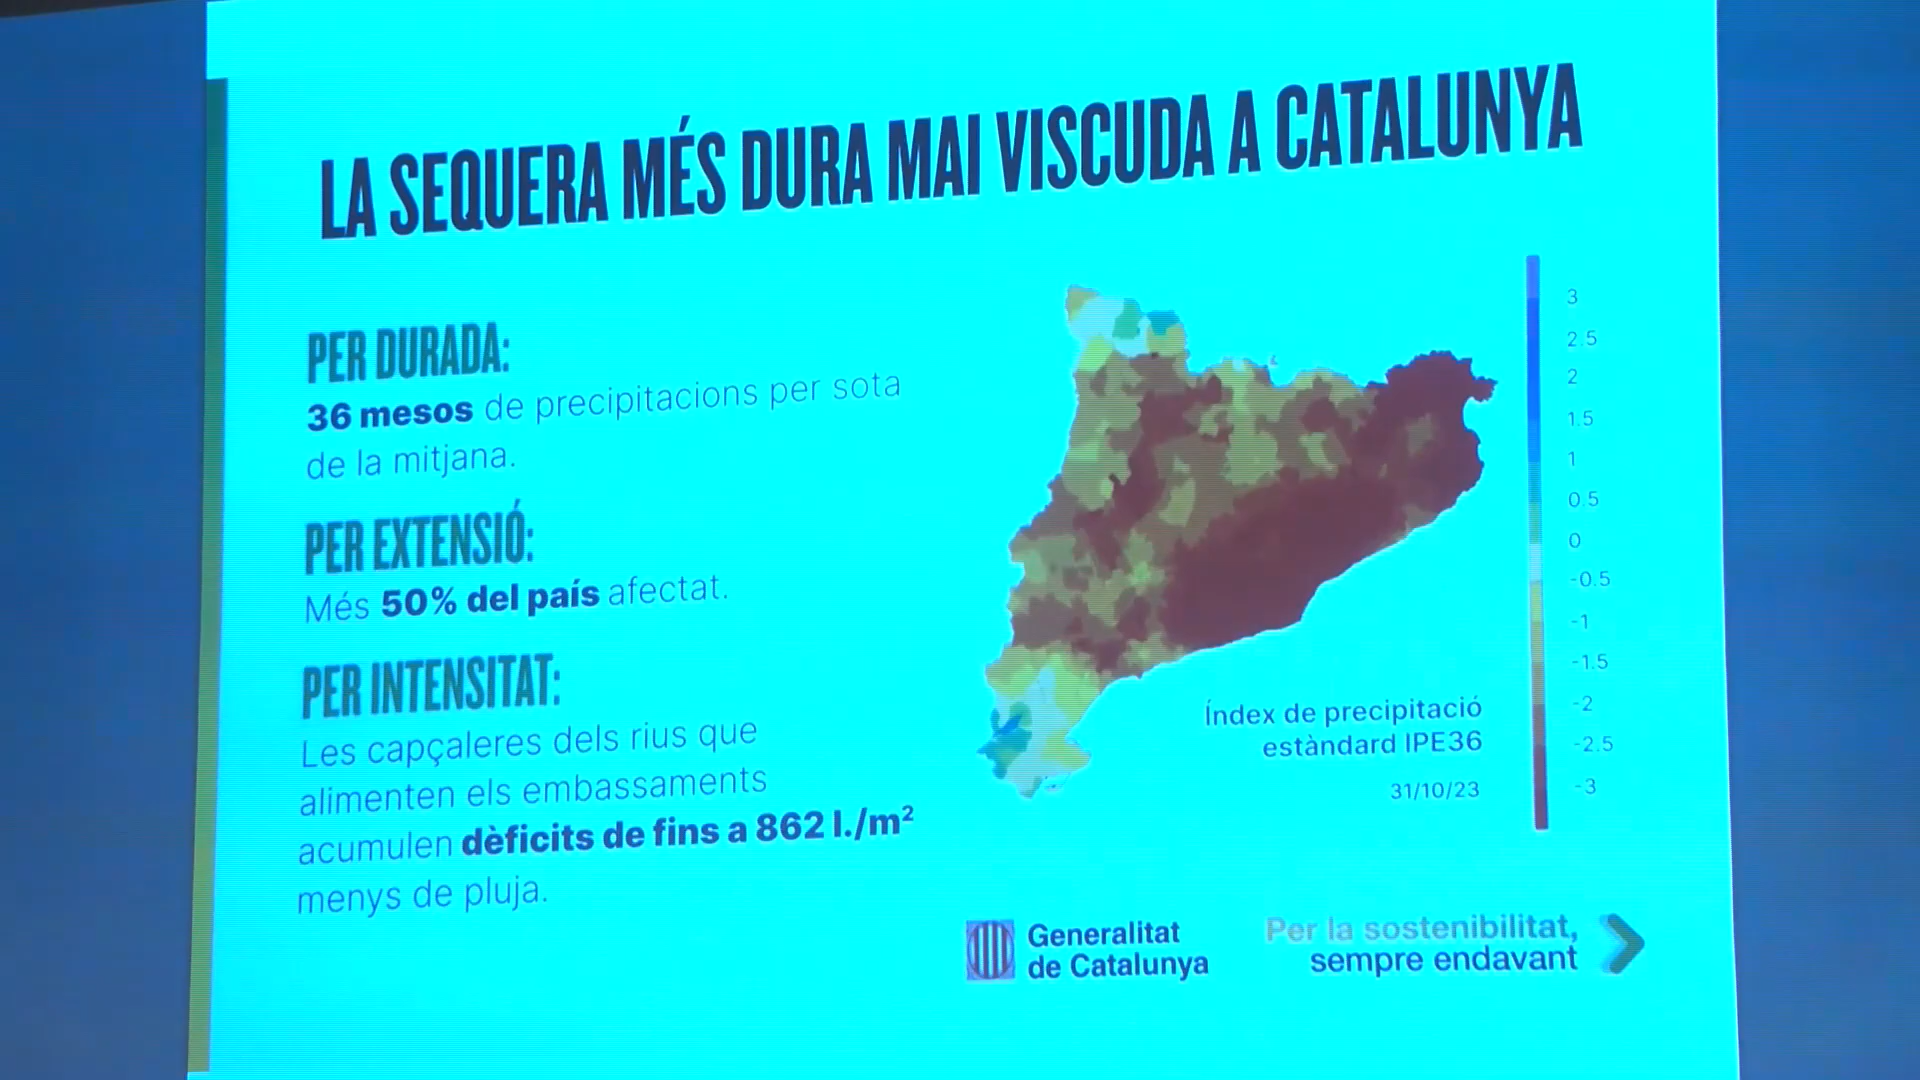 LA SEQUERA MÉS DURA MAI VISCUDA A CATALUNYA
PER DURADA:
36 mesos de precipitacions per sota
de la mitjana.
PER EXTENSIÓ:
Més 50% del país afectat.
PER INTENSITAT:
Les capçaleres dels rius que
alimenten els embassaments
acumulen dèficits de fins a 862 l./m²
menys de pluja.
3
2.5
2
1.5
1
0.5
0
-0.5
-1
-1.5
-2
-2.5
-3
Índex de precipitació
estàndard IPE36
31/10/23
Generalitat
de Catalunya
Per la sostenibilitat,
sempre endavant